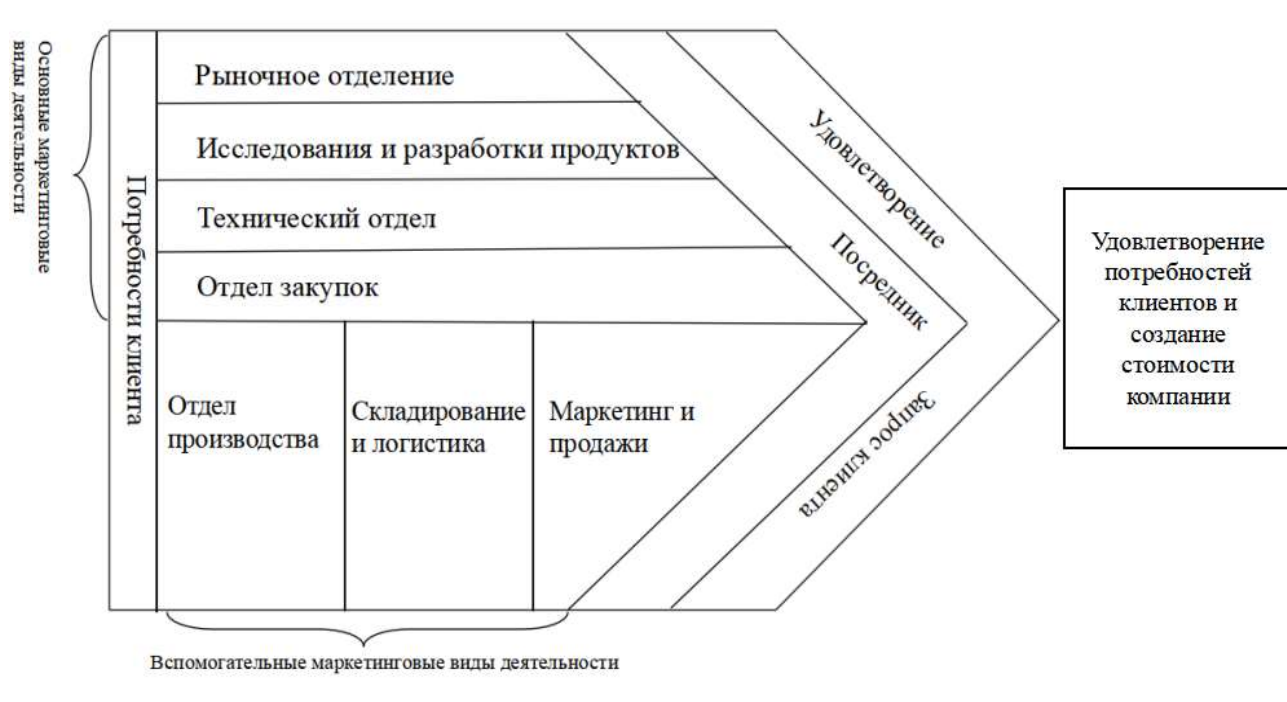 Основные маркетинговые
виды деятельности
Потребности клиента
Рыночное отделение
Исследования и разработки продуктов
Технический отдел
Отдел закупок
Отдел
производства
Складирование
и логистика
Маркетинг и
продажи
Вспомогательные маркетинговые виды деятельности
Посредник
Удовлетворение
Запрос клиента
Удовлетворение
потребностей
клиентов и
создание
стоимости
компании